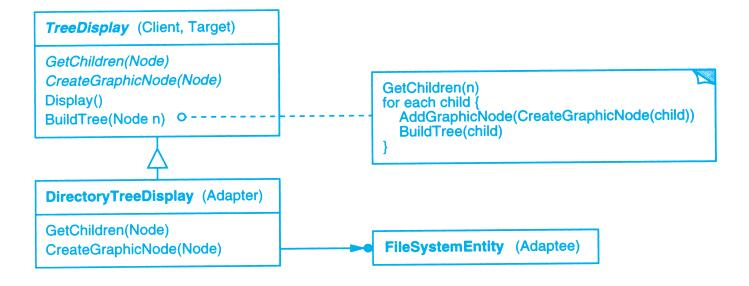 TreeDisplay (Client, Target)
GetChildren(Node)
CreateGraphicNode(Node)
Display()
BuildTree(Node n)
GetChildren(n)
for each child {
AddGraphicNode(CreateGraphicNode(child))
BuildTree(child)
}
DirectoryTreeDisplay (Adapter)
GetChildren(Node)
CreateGraphicNode(Node)
FileSystemEntity (Adaptee)